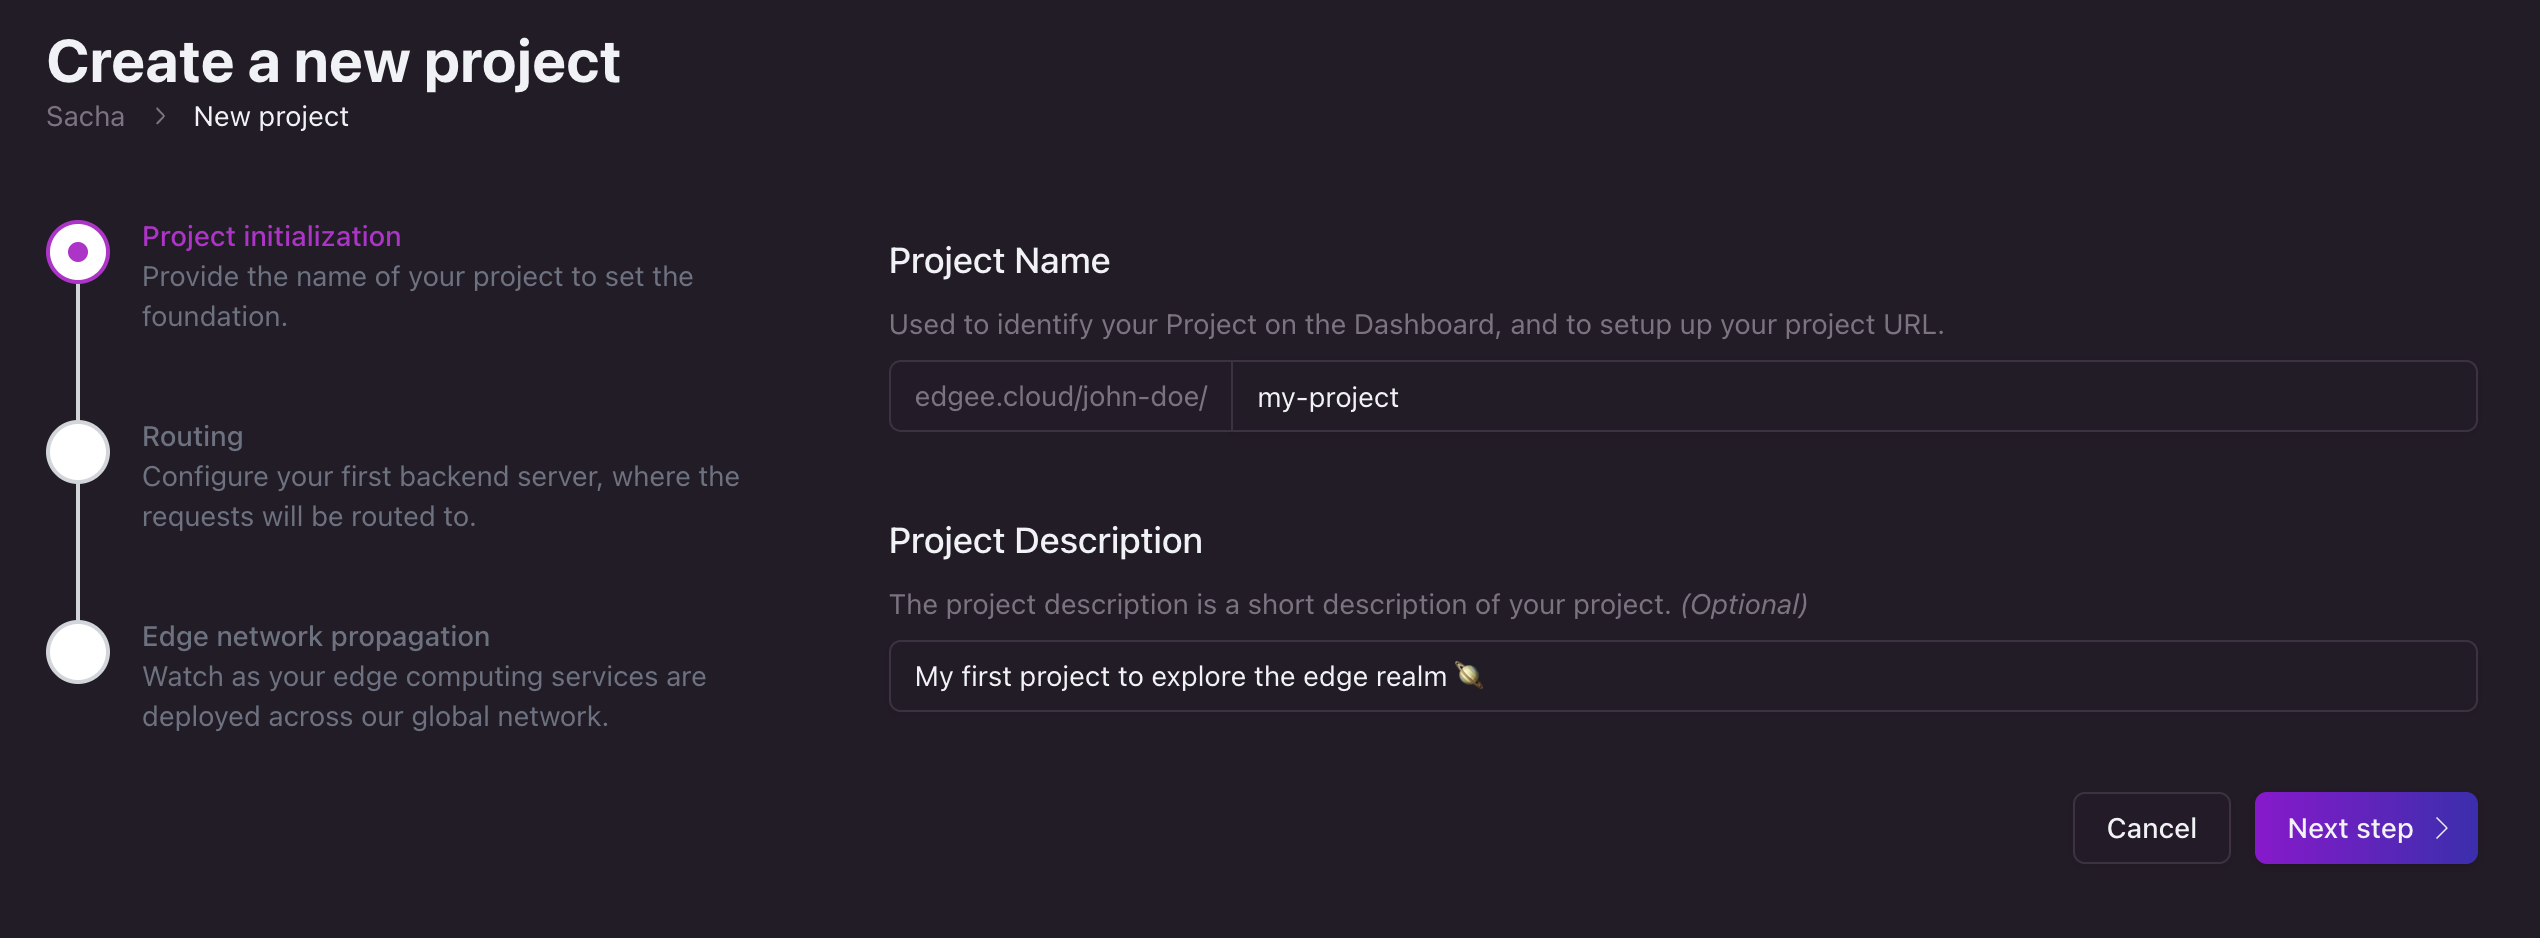 Create a new project
Sacha > New project
Project initialization
Provide the name of your project to set the
foundation.
Routing
Configure your first backend server, where the
requests will be routed to.
Edge network propagation
Watch as your edge computing services are
deployed across our global network.
Project Name
Used to identify your Project on the Dashboard, and to setup up your project URL.
edgee.cloud/john-doe/ my-project
Project Description
The project description is a short description of your project. (Optional)
My first project to explore the edge realm 🪐
Cancel
Next step >